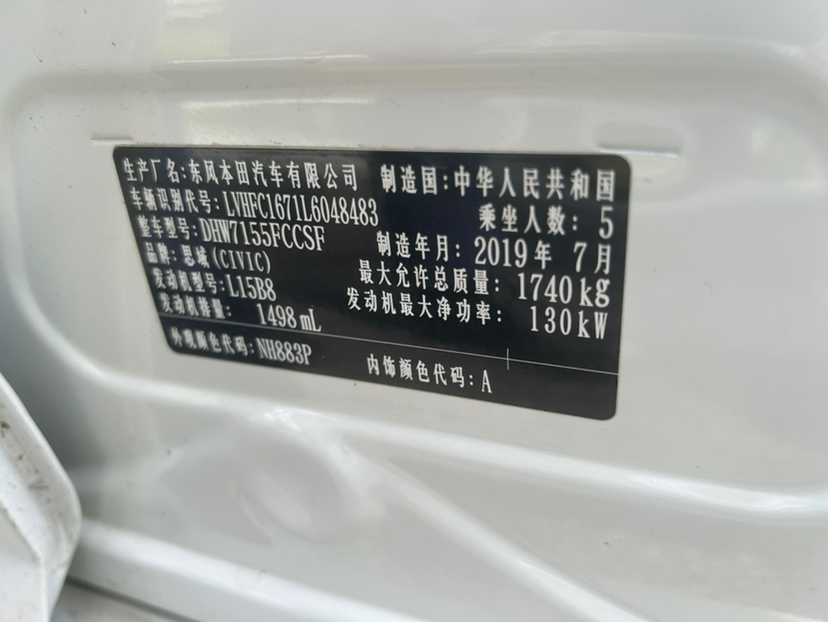 生产厂名:东风本田汽车有限公司 制造国:中华人民共和国
车辆识别代号:LVHFC1671L6048483 乘坐人数: 5
整车型号:DHW7155FCCSF 制造年月: 2019年 7月
品牌: 思域(CIVIC) 最大允许总质量: 1740kg
发动机型号:L15B8 发动机最大净功率: 130kW
发动机排量: 1498mL
外观颜色代码:NH883P 内饰颜色代码: A